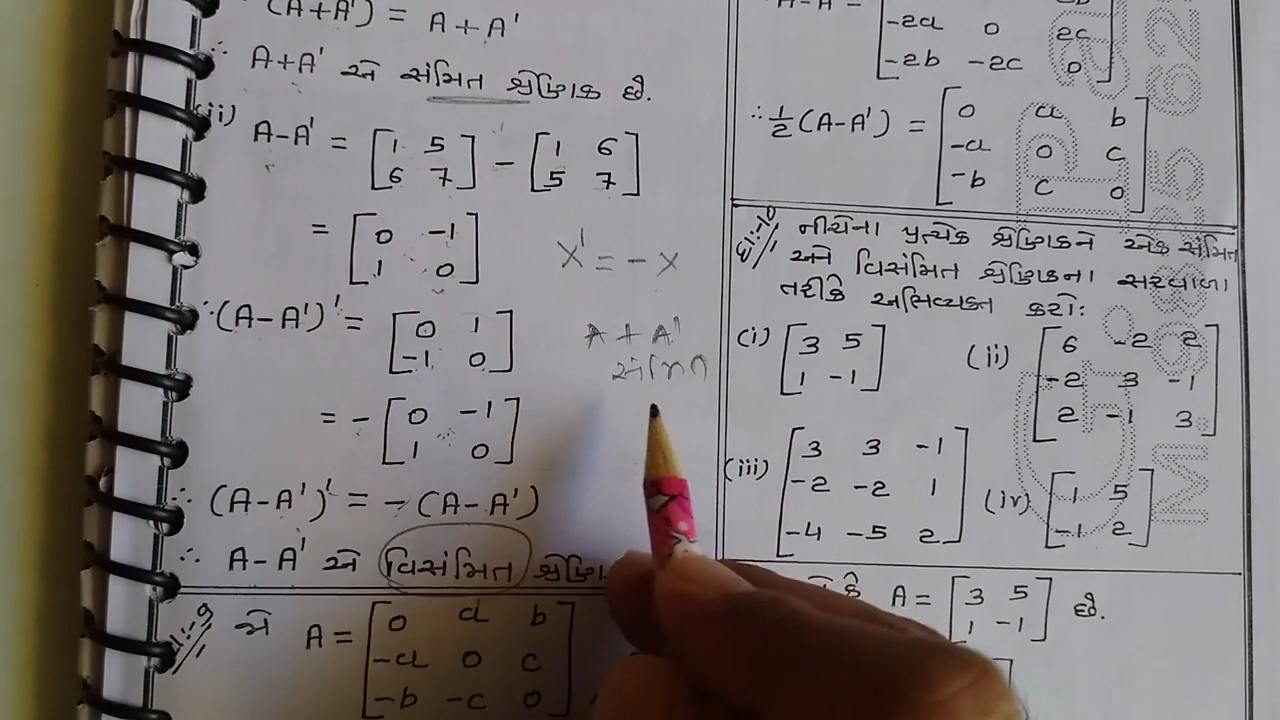 (A+A') = A+A'
∴ A+A' એ સંમિત શ્રેણિક છે.
(ii) A-A' = [1 5; 6 7] - [1 6; 5 7]
= [0 -1; 1 0]
∴ (A-A')' = [0 1; -1 0]
= - [0 -1; 1 0]
∴ (A-A')' = -(A-A')
∴ A-A' એ વિસંમિત
X' = -X
A+A'
સંમિત
દા:-9 જો A = [0 a b; -a 0 c; -b -c 0]
-2a 0 2c
-2b -2c 0
∴ 1/2 (A-A') = [0 a b; -a 0 c; -b c 0]
દા:-10 નીચેના પ્રત્યેક શ્રેણિકને એક સંમિત
અને વિસંમિત શ્રેણિકના સરવાળા
તરીકે અભિવ્યક્ત કરો:
(i) [3 5; 1 -1] (ii) [6 -2 2; -2 3 -1; 2 -1 3]
(iii) [3 3 -1; -2 -2 1; -4 -5 2] (iv) [1 5; -1 2]
કે A = [3 5; 1 -1] છે.